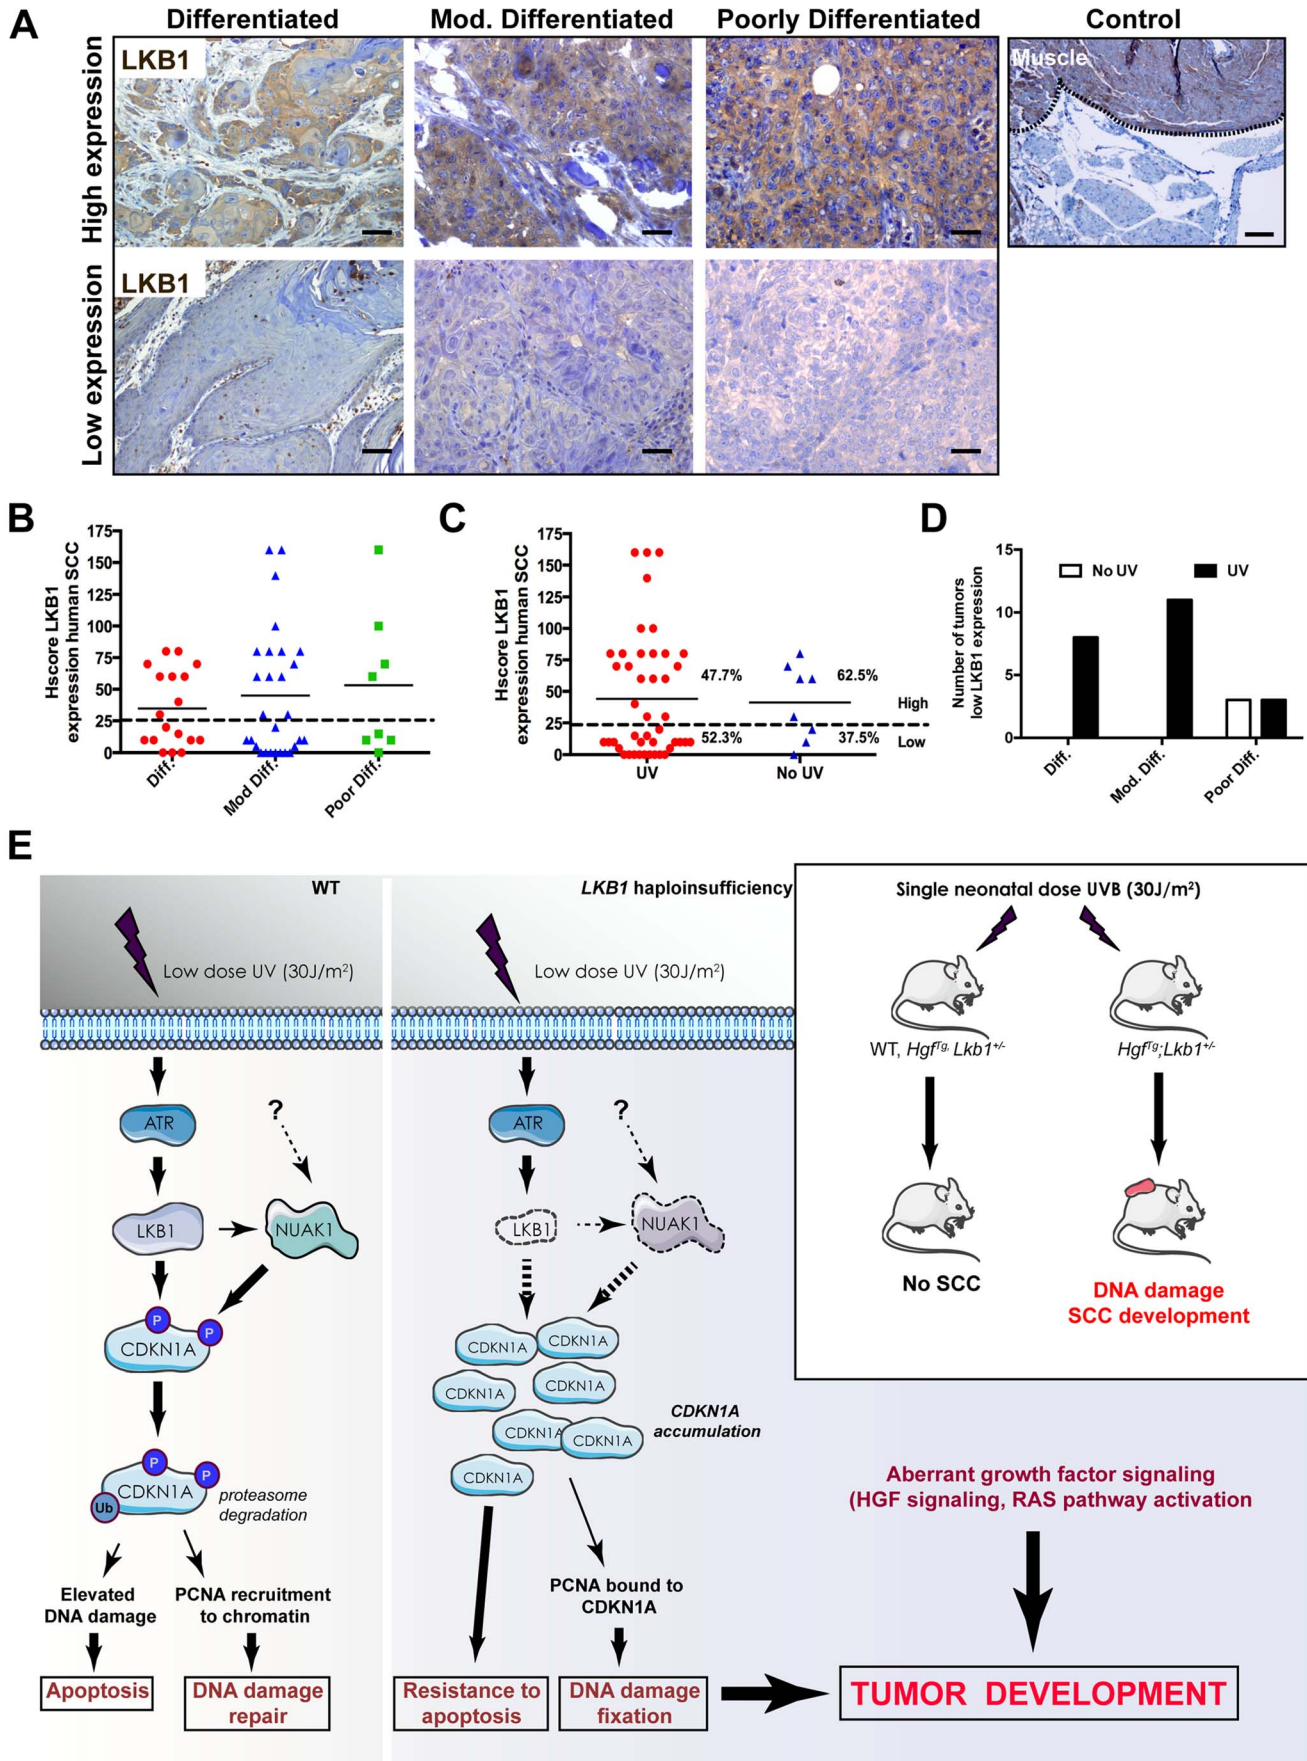 A
Differentiated
Mod. Differentiated
Poorly Differentiated
Control
High expression
LKB1
Muscle
Low expression
LKB1
B
Hscore LKB1
expression human SCC
175
150
125
100
75
50
25
0
Diff.
Mod Diff.
Poor Diff.
C
Hscore LKB1
expression human SCC
175
150
125
100
75
50
25
0
47.7%
62.5%
High
52.3%
37.5%
Low
UV
No UV
D
Number of tumors
low LKB1 expression
15
10
5
0
No UV
UV
Diff.
Mod. Diff.
Poor Diff.
E
WT
Low dose UV (30J/m²)
ATR
?
LKB1
NUAK1
P
P
CDKN1A
P
P
CDKN1A
Ub
proteasome
degradation
Elevated
DNA damage
PCNA recruitment
to chromatin
Apoptosis
DNA damage
repair
LKB1 haploinsufficiency
Low dose UV (30J/m²)
ATR
?
LKB1
NUAK1
CDKN1A
CDKN1A
CDKN1A
CDKN1A
CDKN1A
CDKN1A
CDKN1A
CDKN1A
accumulation
PCNA bound to
CDKN1A
Resistance to
apoptosis
DNA damage
fixation
Single neonatal dose UVB (30J/m²)
WT, Hgfᵀᵍ, Lkb1⁺/⁻
Hgfᵀᵍ;Lkb1⁺/⁻
No SCC
DNA damage
SCC development
Aberrant growth factor signaling
(HGF signaling, RAS pathway activation
TUMOR DEVELOPMENT